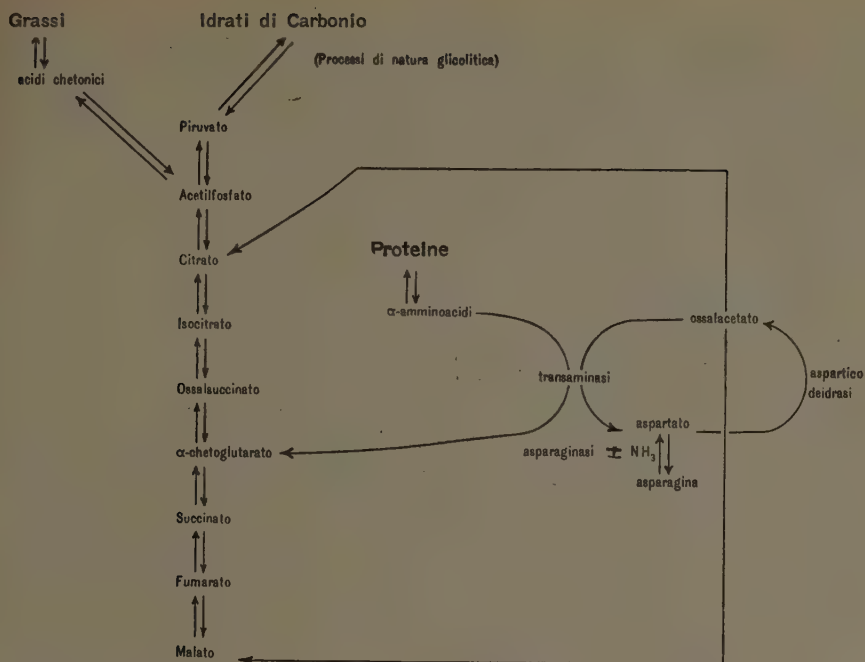 Grassi
Idrati di Carbonio
(Processi di natura glicolitica)
acidi chetonici
Piruvato
Acetilfosfato
Citrato
Proteine
α-amminoacidi
Isocitrato
ossalacetato
transaminasi
aspartico
deidrasi
Ossalsuccinato
aspartato
α-chetoglutarato
asparaginasi ± NH3
asparagina
Succinato
Fumarato
Malato